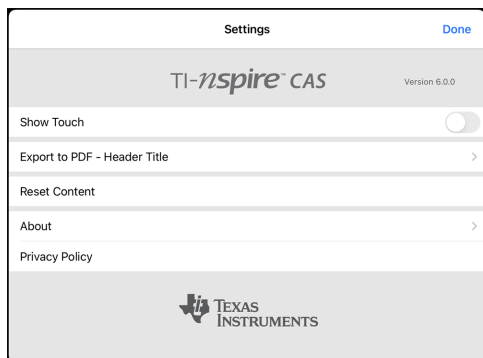 Settings
Done
TI-nspire™ CAS
Version 6.0.0
Show Touch
Export to PDF - Header Title
Reset Content
About
Privacy Policy
TEXAS
INSTRUMENTS